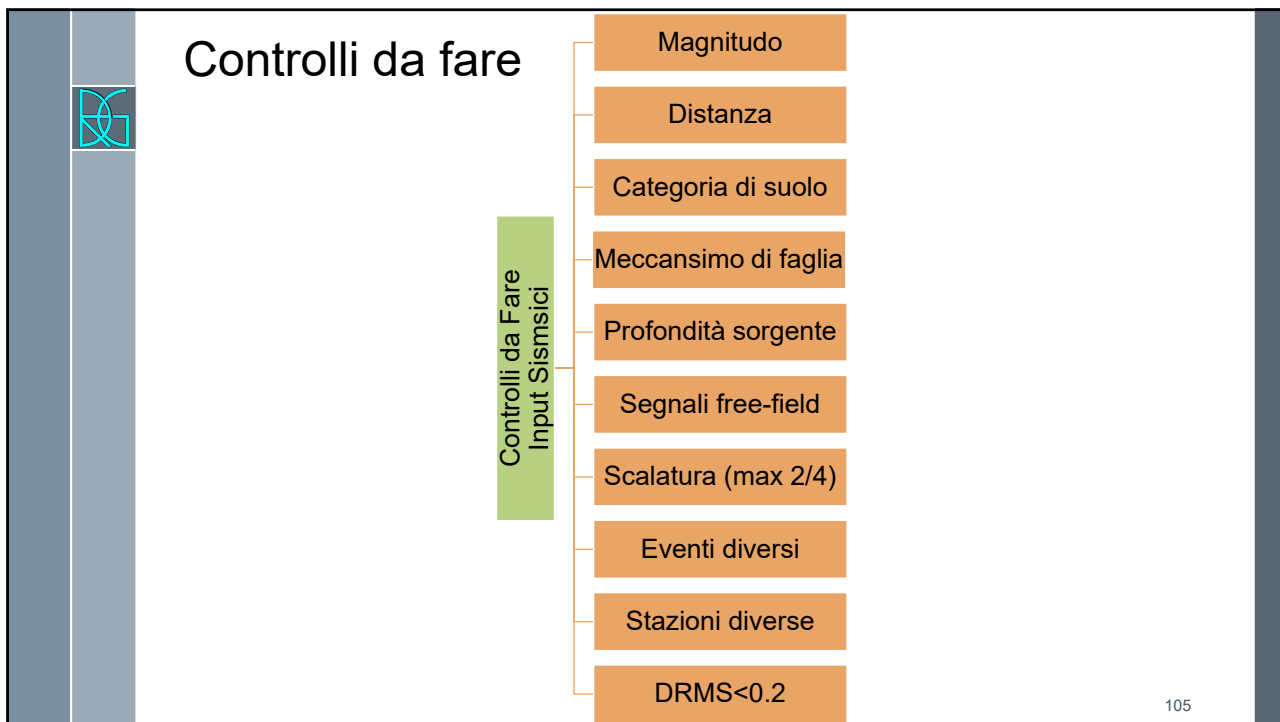 Controlli da fare
Controlli da Fare
Input Sismsici
Magnitudo
Distanza
Categoria di suolo
Meccansimo di faglia
Profondità sorgente
Segnali free-field
Scalatura (max 2/4)
Eventi diversi
Stazioni diverse
DRMS<0.2
105